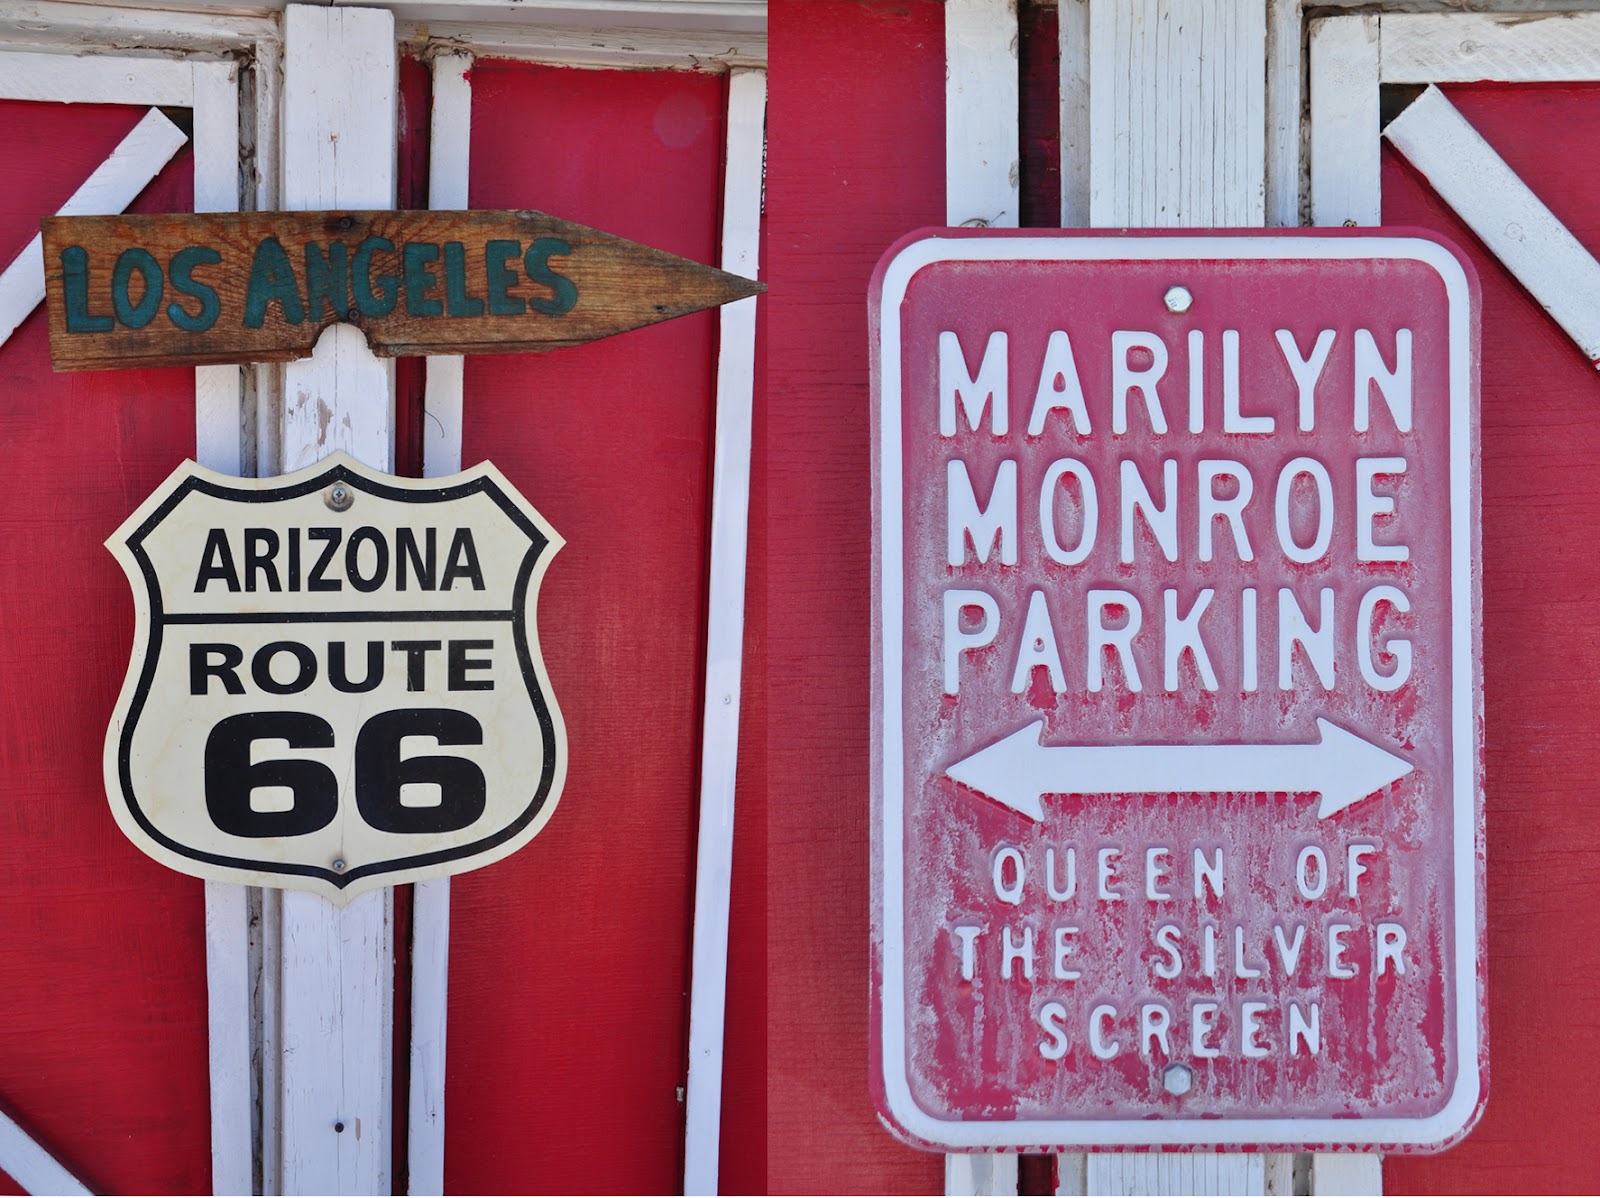 LOS ANGELES
ARIZONA
ROUTE
66
MARILYN
MONROE
PARKING
QUEEN OF
THE SILVER
SCREEN